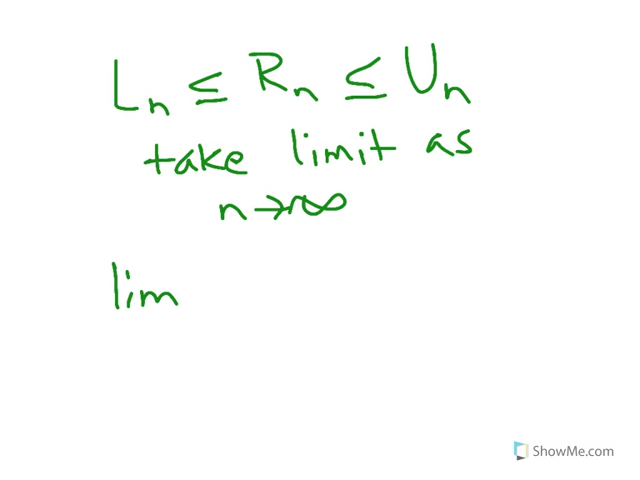 Lₙ ≤ Rₙ ≤ Uₙ
take limit as
n→∞
lim
ShowMe.com